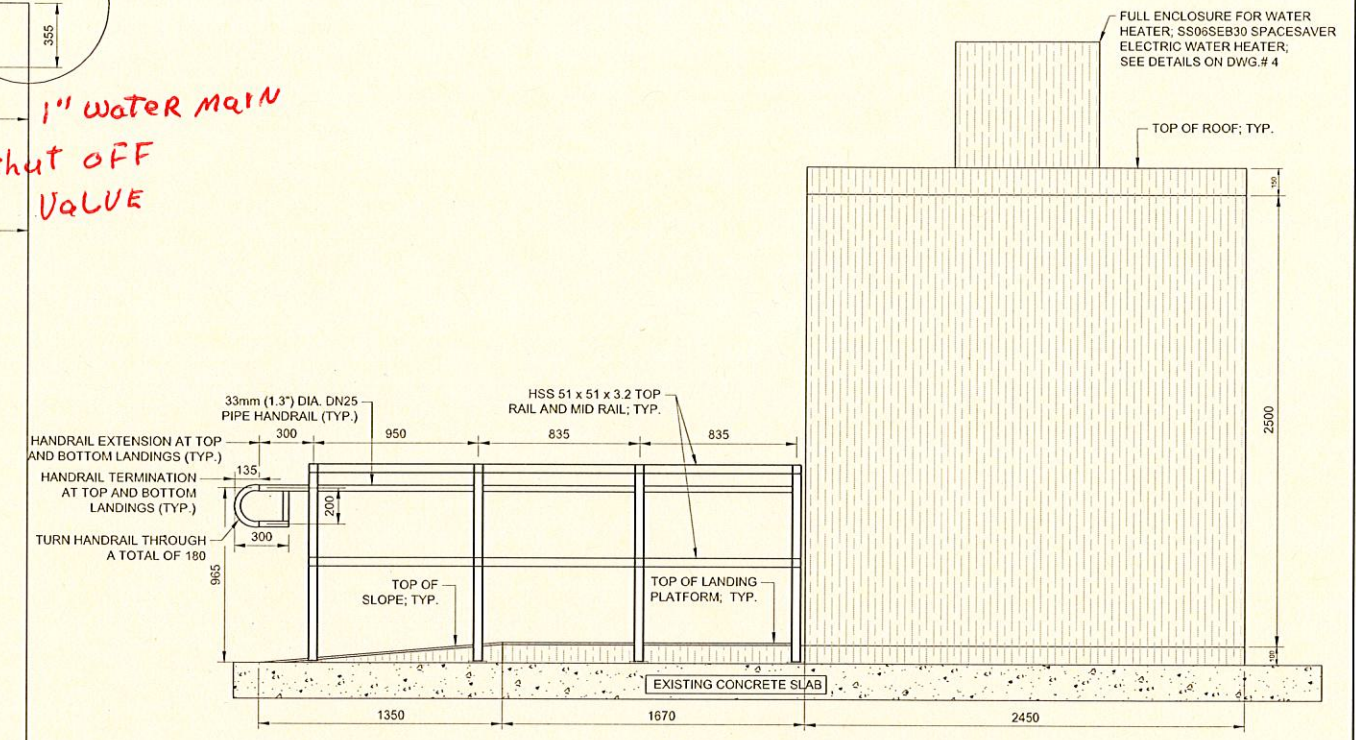 355
1" WATER MAIN
shut OFF
VALUE
FULL ENCLOSURE FOR WATER
HEATER; SS06SEB30 SPACESAVER
ELECTRIC WATER HEATER;
SEE DETAILS ON DWG.# 4
TOP OF ROOF; TYP.
150
2500
100
33mm (1.3") DIA. DN25
PIPE HANDRAIL (TYP.)
HSS 51 x 51 x 3.2 TOP
RAIL AND MID RAIL; TYP.
HANDRAIL EXTENSION AT TOP
AND BOTTOM LANDINGS (TYP.)
300
950
835
835
HANDRAIL TERMINATION
AT TOP AND BOTTOM
LANDINGS (TYP.)
135
200
300
TURN HANDRAIL THROUGH
A TOTAL OF 180
965
TOP OF
SLOPE; TYP.
TOP OF LANDING
PLATFORM; TYP.
EXISTING CONCRETE SLAB
1350
1670
2450